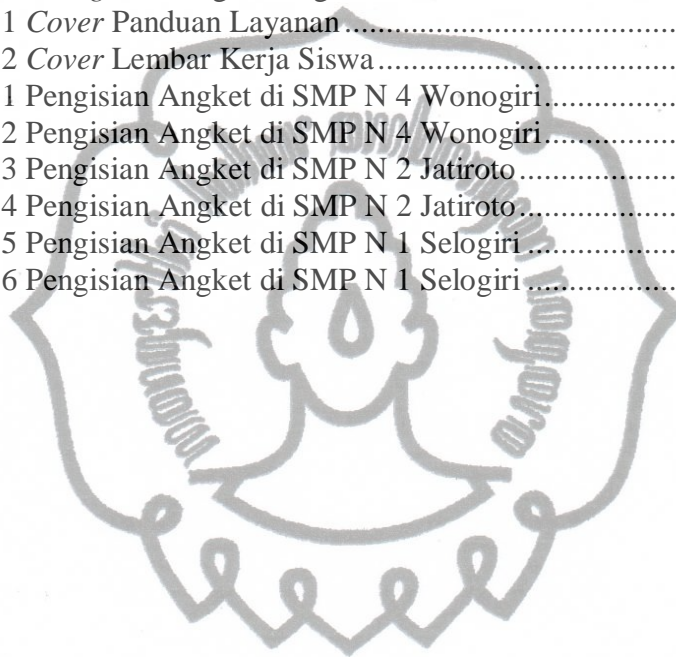 1 Cover Panduan Layanan....................................................
2 Cover Lembar Kerja Siswa...............................................
1 Pengisian Angket di SMP N 4 Wonogiri......................
2 Pengisian Angket di SMP N 4 Wonogiri......................
3 Pengisian Angket di SMP N 2 Jatiroto..........................
4 Pengisian Angket di SMP N 2 Jatiroto..........................
5 Pengisian Angket di SMP N 1 Selogiri .........................
6 Pengisian Angket di SMP N 1 Selogiri .........................